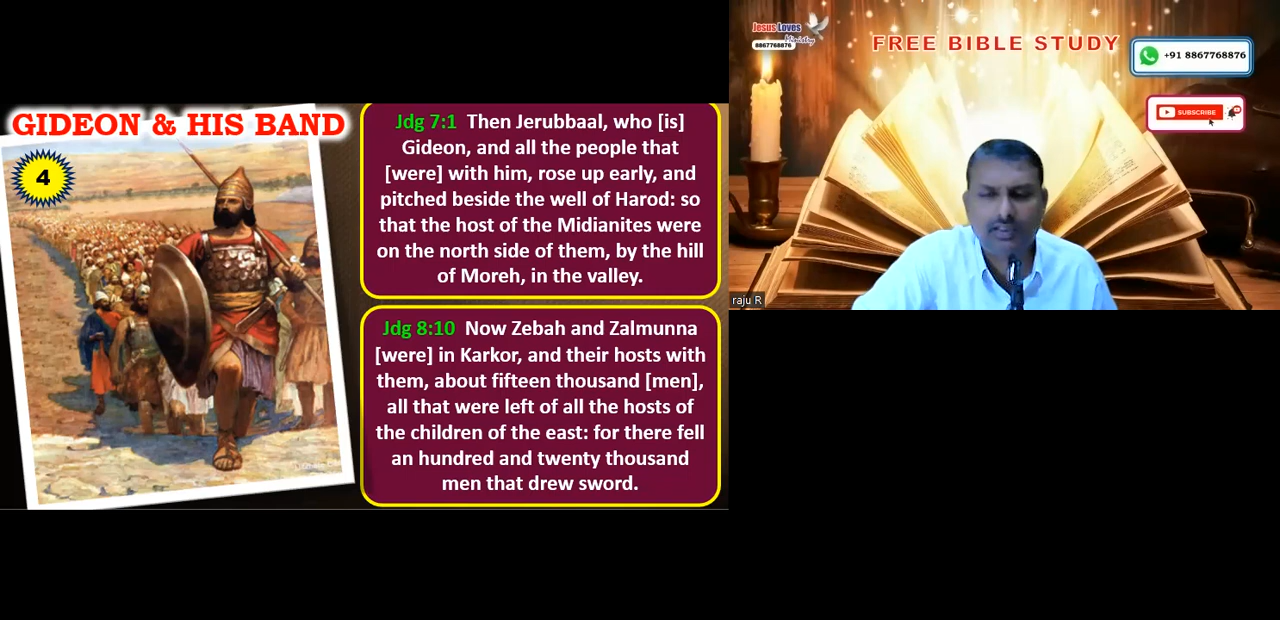 GIDEON & HIS BAND
4
Jdg 7:1 Then Jerubbaal, who [is]
Gideon, and all the people that
[were] with him, rose up early, and
pitched beside the well of Harod: so
that the host of the Midianites were
on the north side of them, by the hill
of Moreh, in the valley.
Jdg 8:10 Now Zebah and Zalmunna
[were] in Karkor, and their hosts with
them, about fifteen thousand [men],
all that were left of all the hosts of
the children of the east: for there fell
an hundred and twenty thousand
men that drew sword.
Jesus Loves
Ministry
8867768876
FREE BIBLE STUDY
+91 8867768876
SUBSCRIBE
raju R